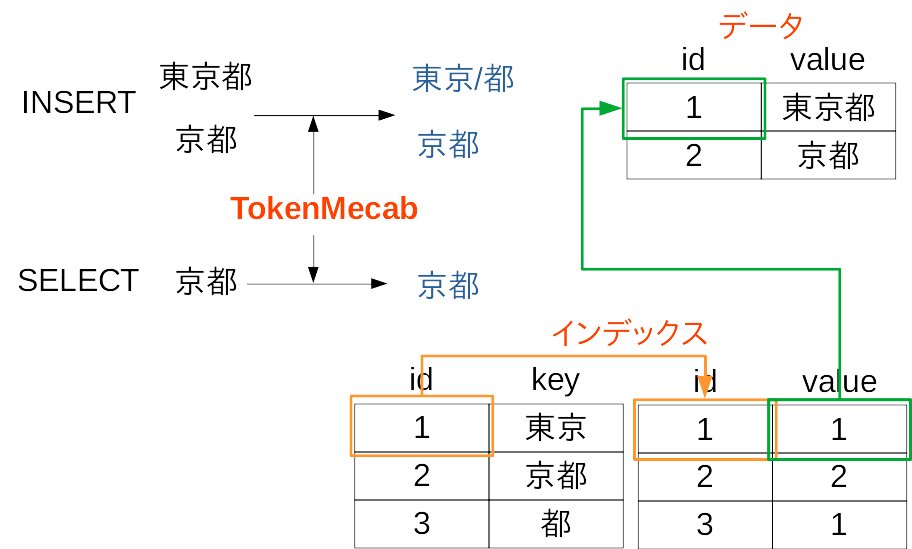 データ
id value
1 東京都
2 京都
INSERT 東京都 東京/都
京都 京都
TokenMecab
SELECT 京都 京都
インデックス
id key
1 東京
2 京都
3 都
id value
1 1
2 2
3 1